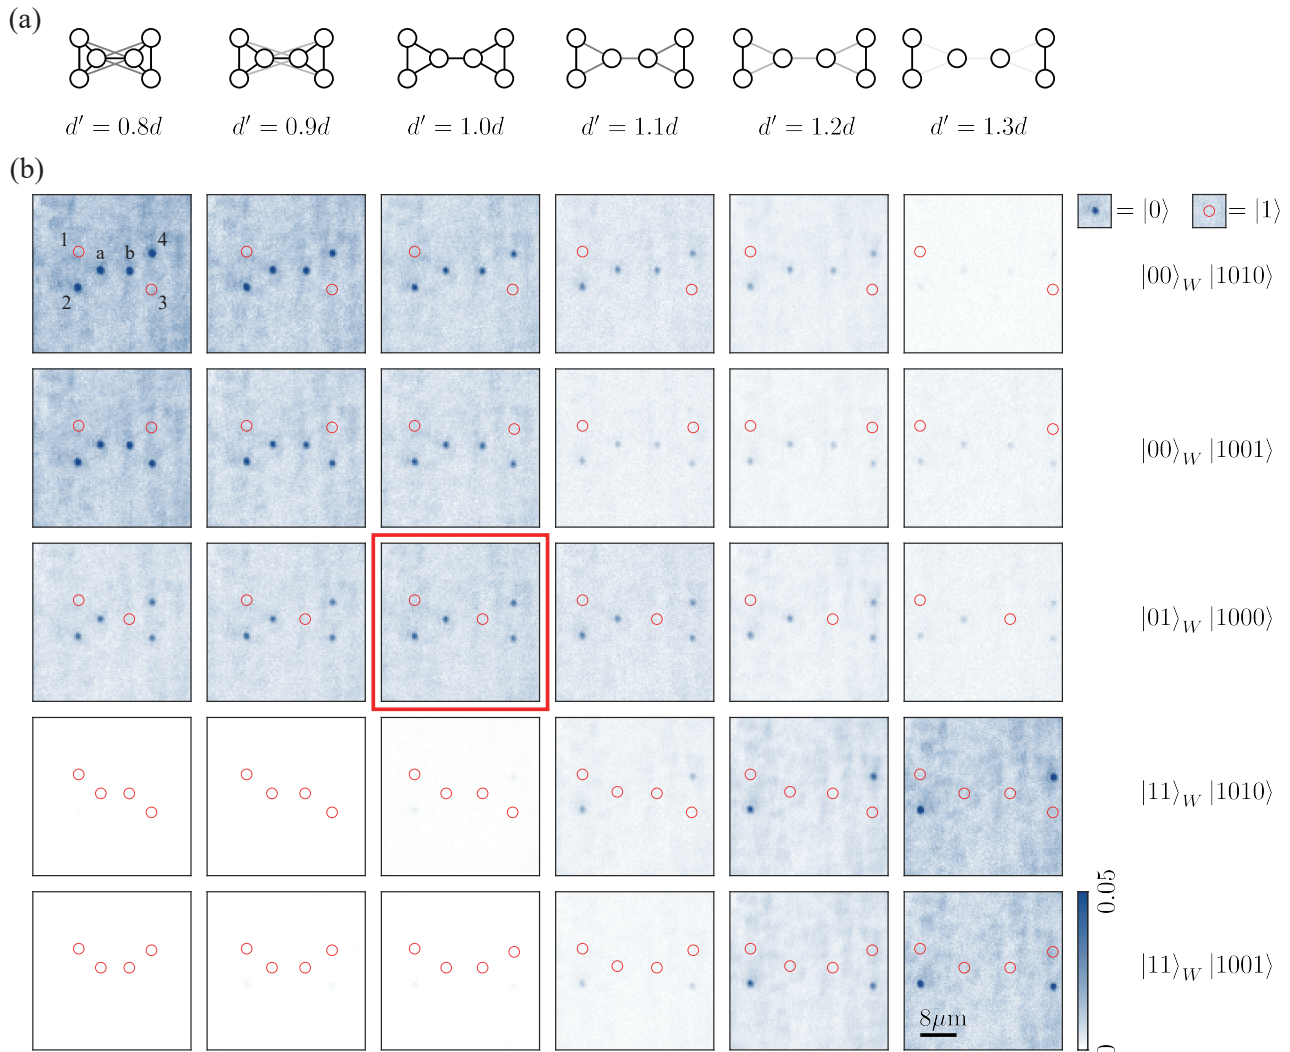 (a)
d′ = 0.8d
d′ = 0.9d
d′ = 1.0d
d′ = 1.1d
d′ = 1.2d
d′ = 1.3d
(b)
1
a
b
4
2
3
= |0⟩
= |1⟩
|00⟩_W |1010⟩
|00⟩_W |1001⟩
|01⟩_W |1000⟩
|11⟩_W |1010⟩
|11⟩_W |1001⟩
0.05
0
8μm